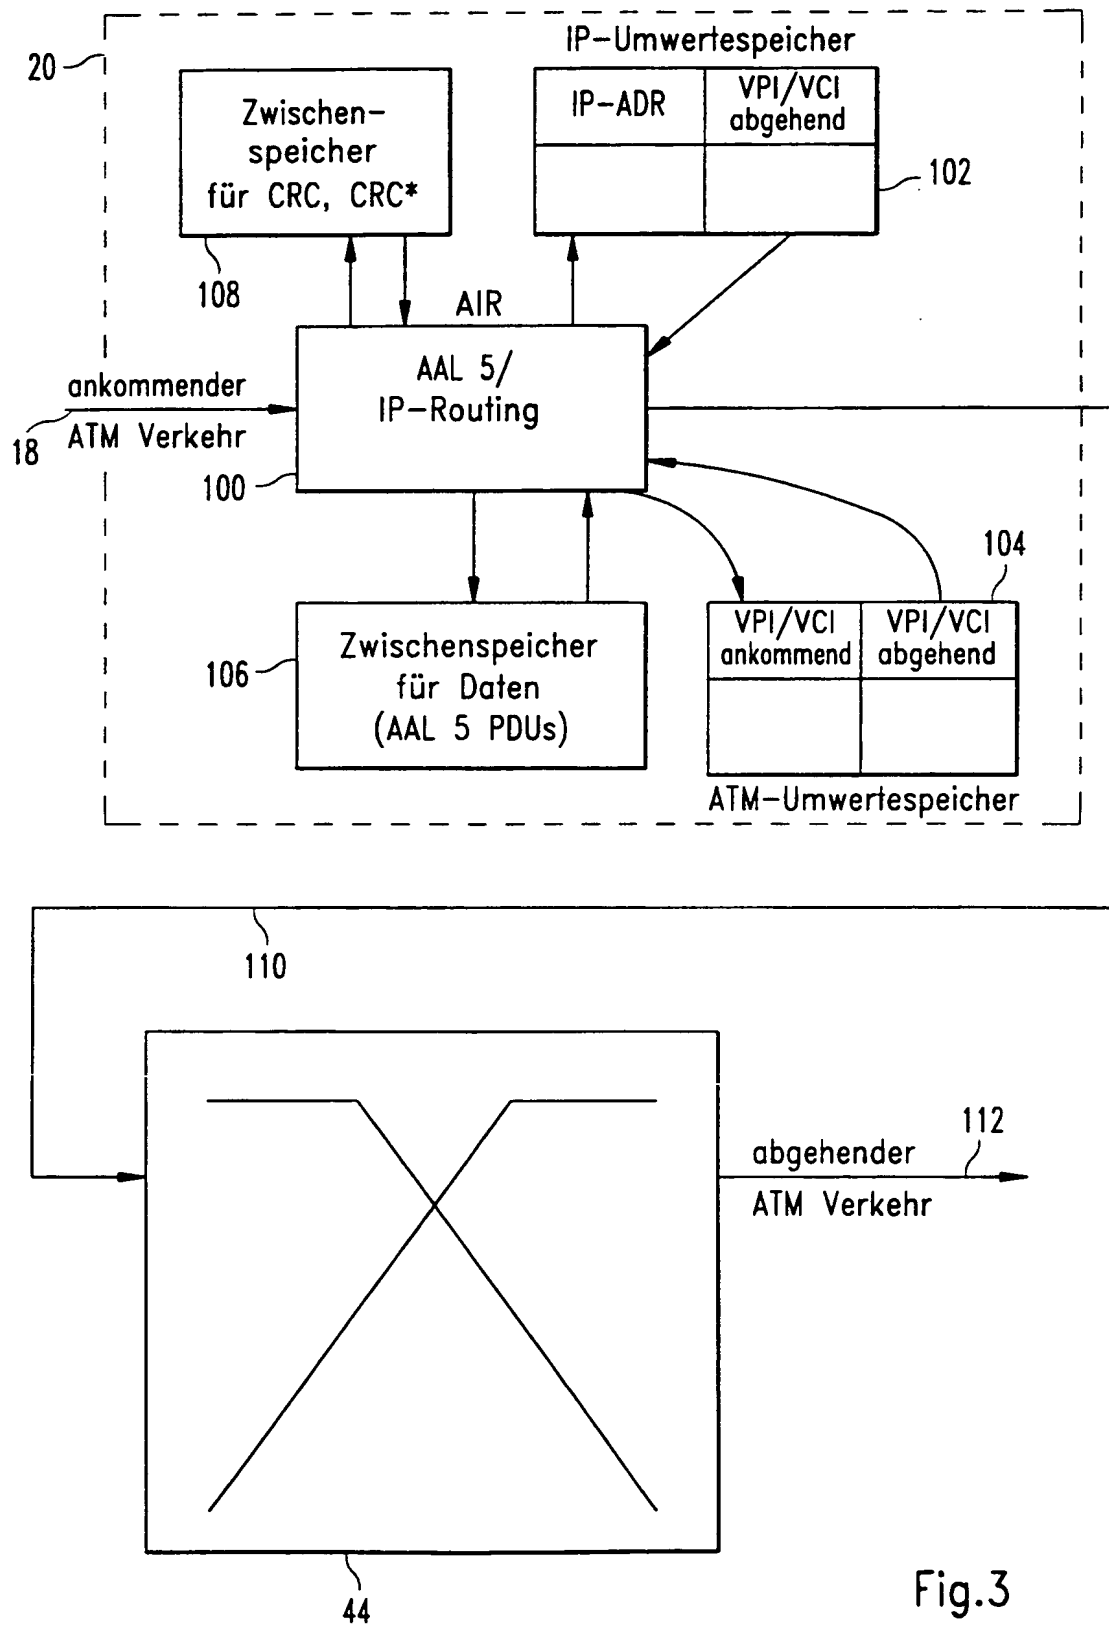 IP-Umwertespeicher
20
Zwischen-
speicher
für CRC, CRC*
IP-ADR
VPI/VCI
abgehend
102
108
AIR
AAL 5/
IP-Routing
ankommender
ATM Verkehr
18
100
104
Zwischenspeicher
für Daten
(AAL 5 PDUs)
106
VPI/VCI
ankommend
VPI/VCI
abgehend
ATM-Umwertespeicher
110
abgehender
ATM Verkehr
112
44
Fig.3